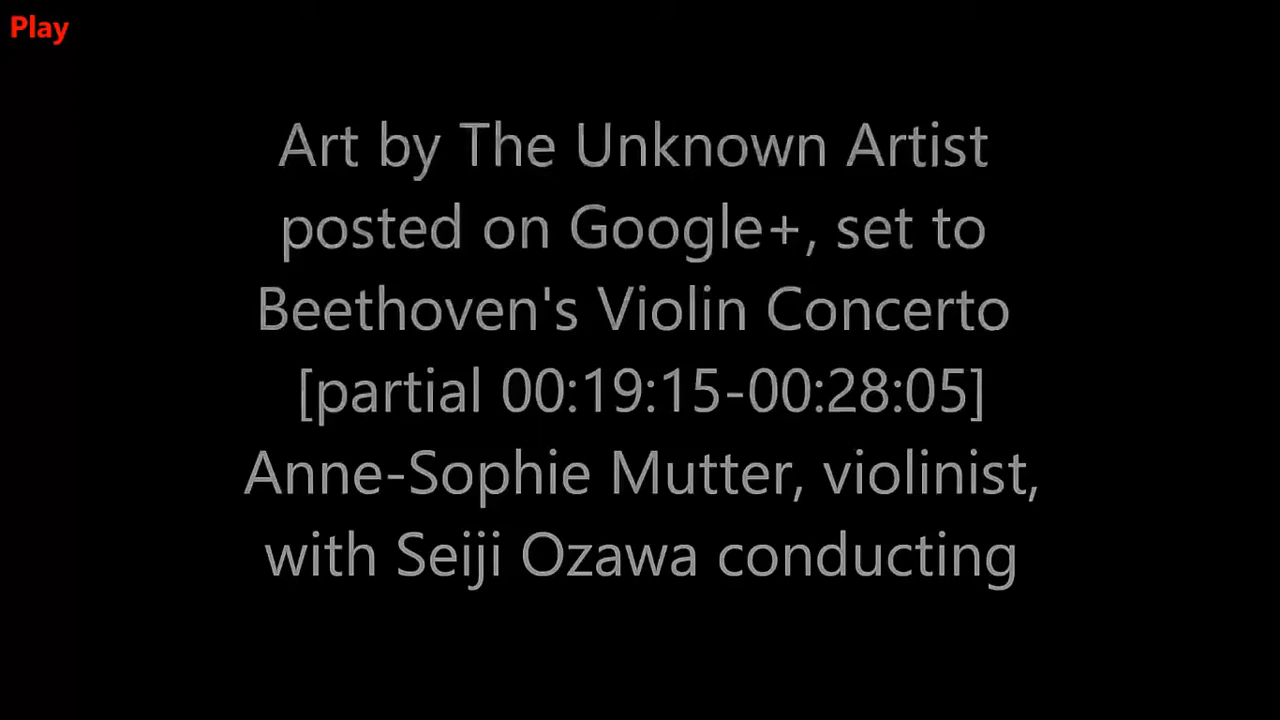 Play
Art by The Unknown Artist
posted on Google+, set to
Beethoven's Violin Concerto
[partial 00:19:15-00:28:05]
Anne-Sophie Mutter, violinist,
with Seiji Ozawa conducting